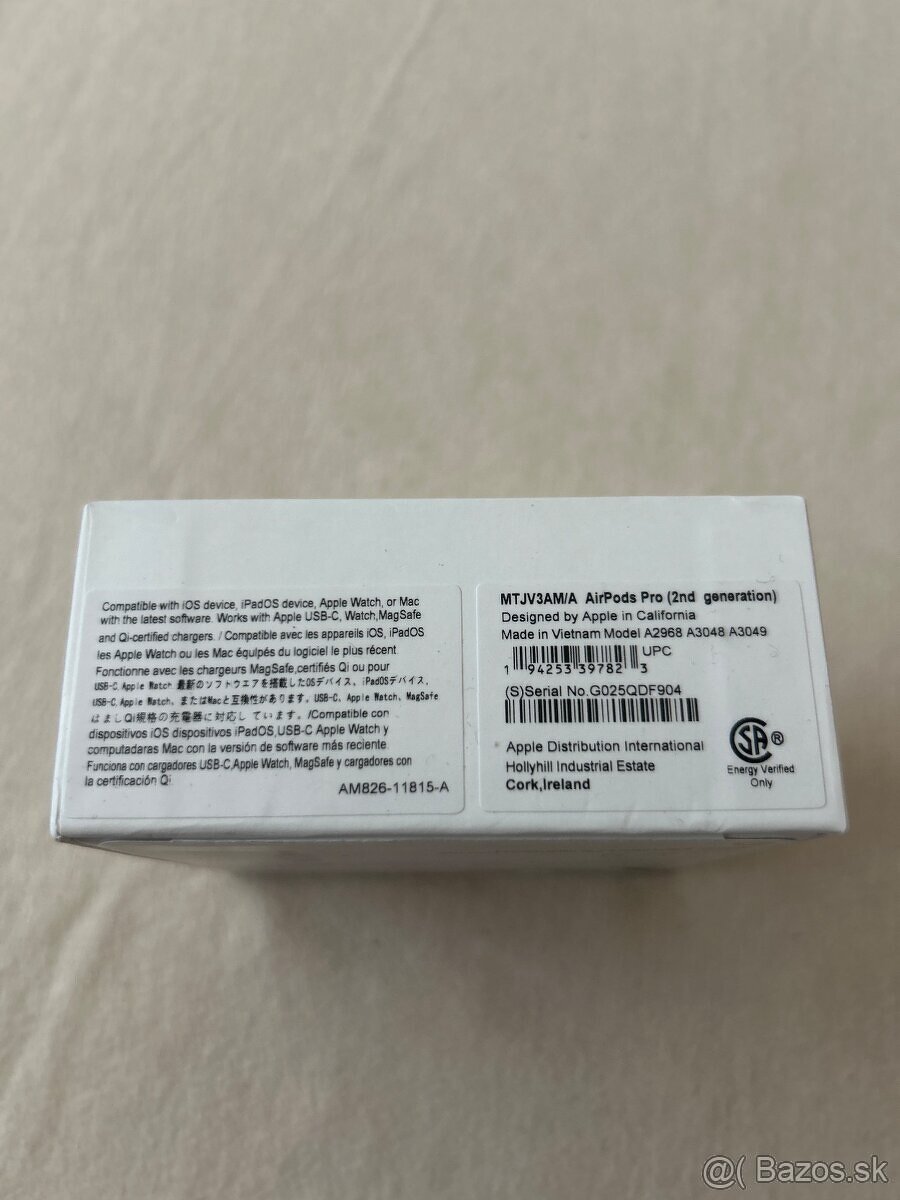 Compatible with iOS device, iPadOS device, Apple Watch, or Mac
with the latest software. Works with Apple USB-C, Watch,MagSafe
and Qi-certified chargers. / Compatible avec les appareils iOS, iPadOS
les Apple Watch ou les Mac équlpés du logiciel le plus récent
Fonctionne avec les chargeurs MagSafe,certifiés Qi ou pour
USB-C, Apple Watch 最新のソフトウエアを搭載したOSデバイス、iPadOSデバイス、
USB-C, Apple Watch、またはMacと互換性があります。USB-C、Apple Watch、MagSafe
はましQi規格の充電器に対応し ています。/Compatible con
dispositivos iOS dispositivos iPadOS,USB-C Apple Watch y
computadaras Mac con la versión de software más reciente
Funciona con cargadores USB-C,Apple Watch, MagSafe y cargadores con
la certificación Qi
AM826-11815-A
MTJV3AM/A AirPods Pro (2nd generation)
Designed by Apple in California
Made in Vietnam Model A2968 A3048 A3049
UPC
1 94253 39782 3
(S)Serial No.G025QDF904
Apple Distribution International
Hollyhill Industrial Estate
Cork,Ireland
SA ®
Energy Verified
Only
@( Bazos.sk